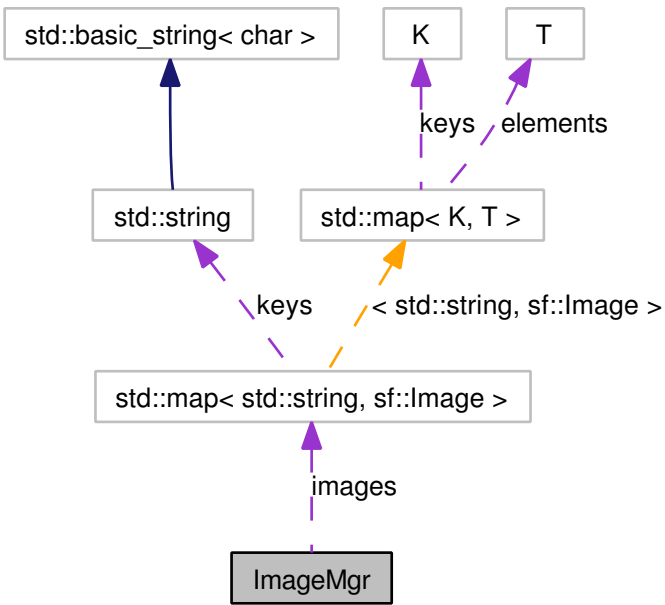 std::basic_string< char >
K
T
keys
elements
std::string
std::map< K, T >
keys
< std::string, sf::Image >
std::map< std::string, sf::Image >
images
ImageMgr